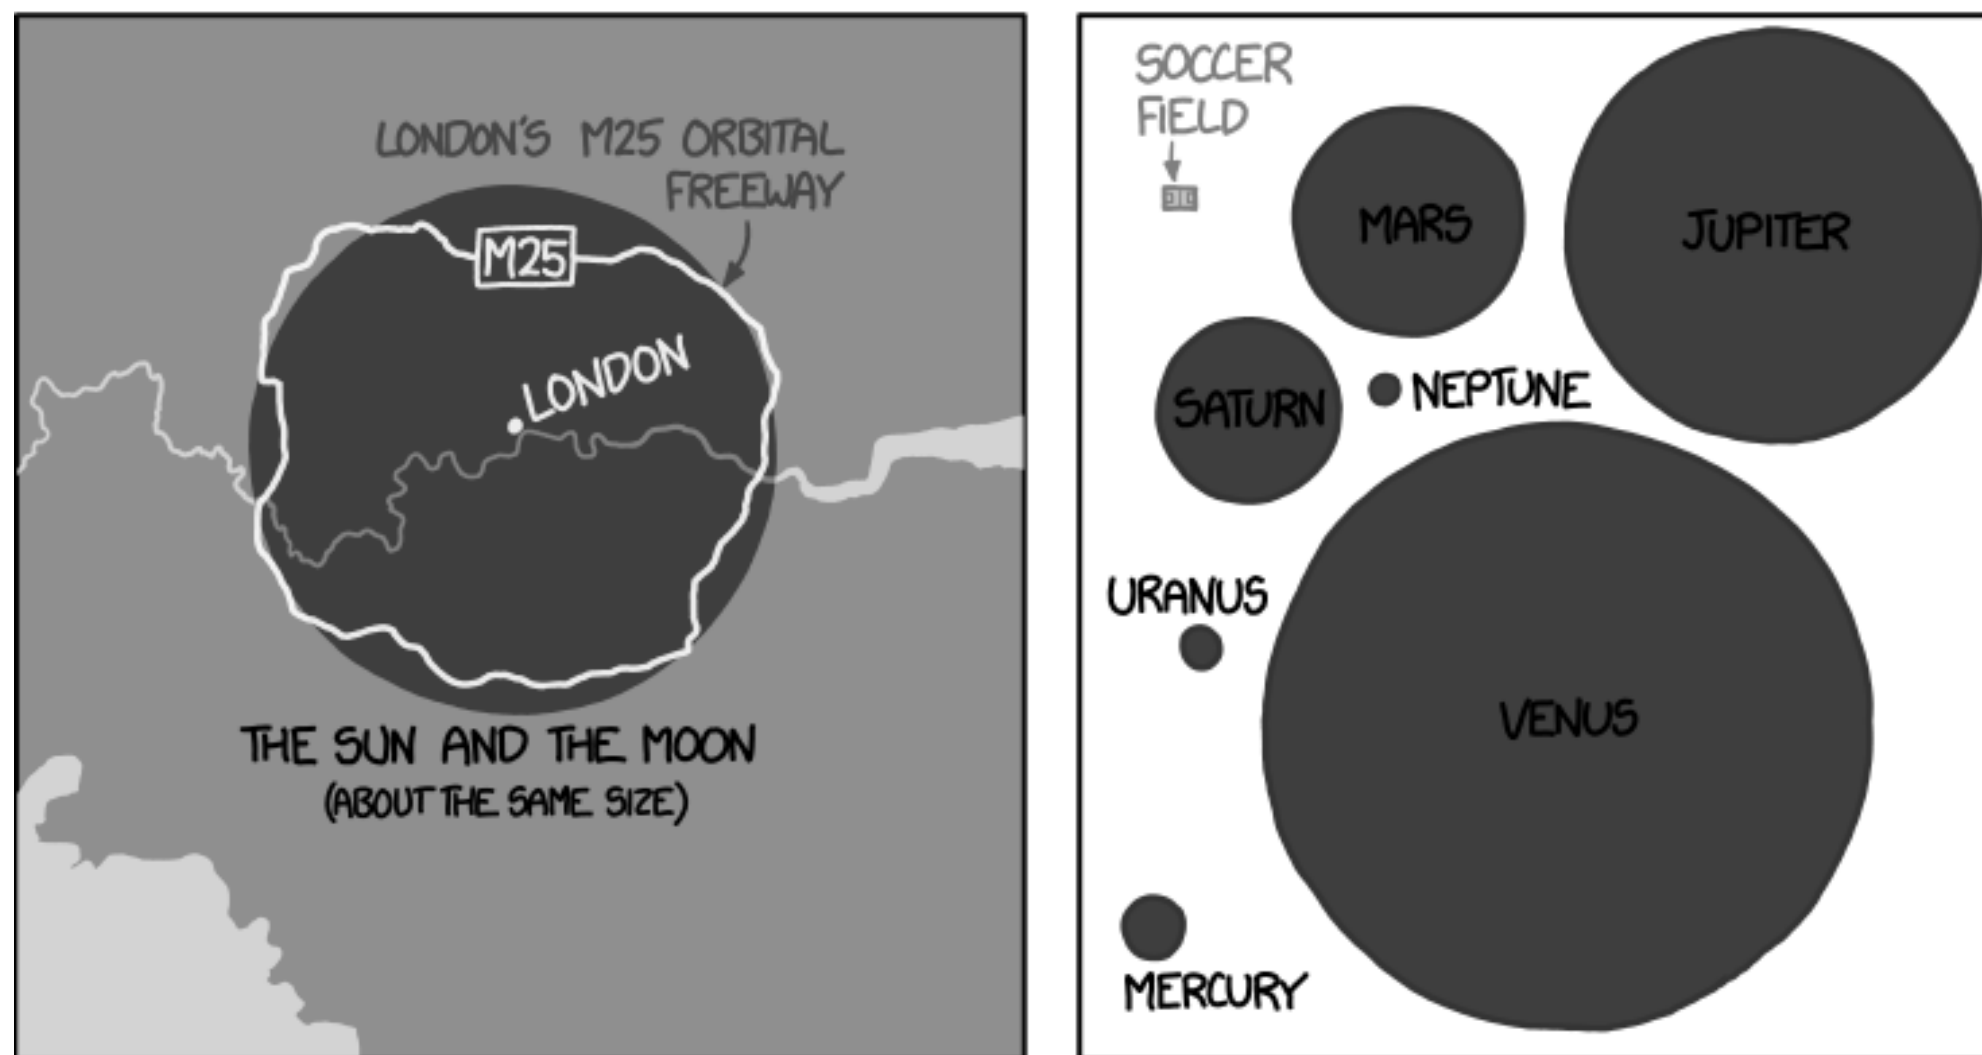 LONDON'S M25 ORBITAL
FREEWAY
M25
LONDON
THE SUN AND THE MOON
(ABOUT THE SAME SIZE)
SOCCER
FIELD
MARS
JUPITER
SATURN
NEPTUNE
URANUS
VENUS
MERCURY